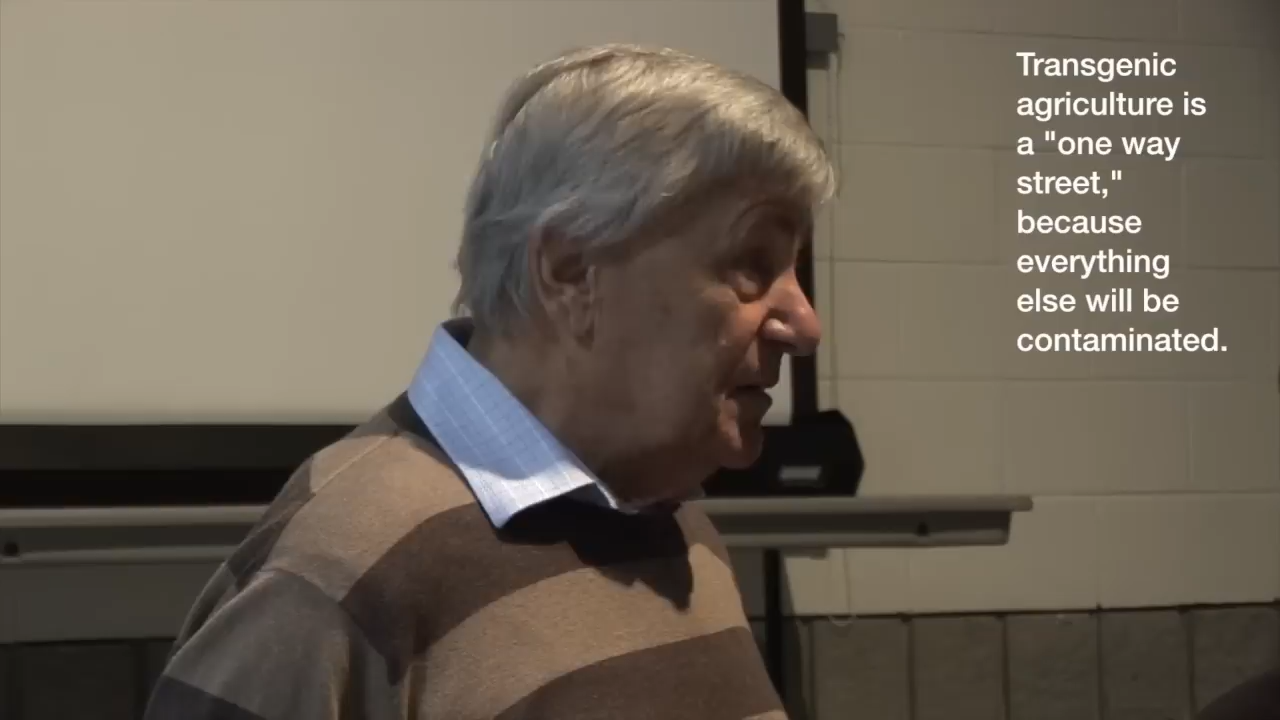 Transgenic
agriculture is
a "one way
street,"
because
everything
else will be
contaminated.